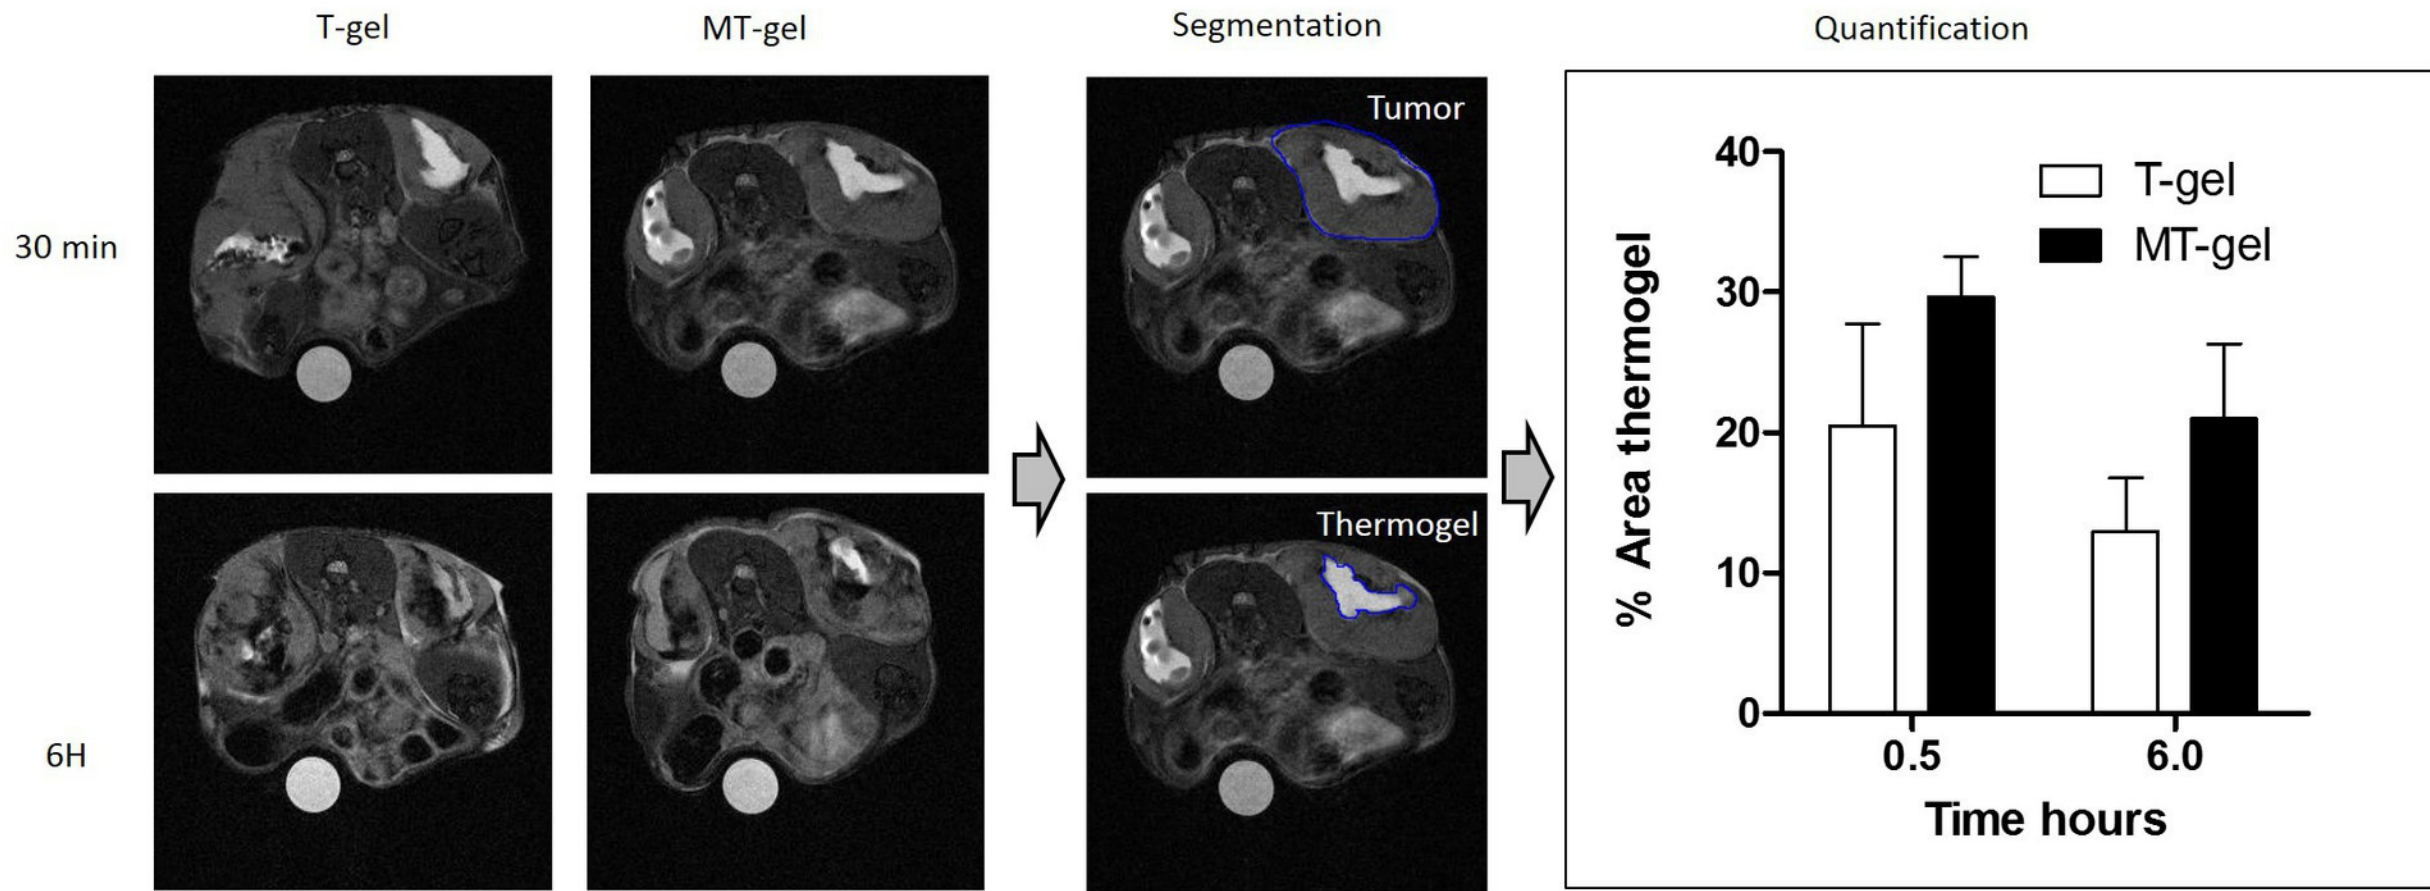 T-gel
MT-gel
Segmentation
Quantification
30 min
6H
Tumor
Thermogel
% Area thermogel
40
30
20
10
0
T-gel
MT-gel
0.5
6.0
Time hours